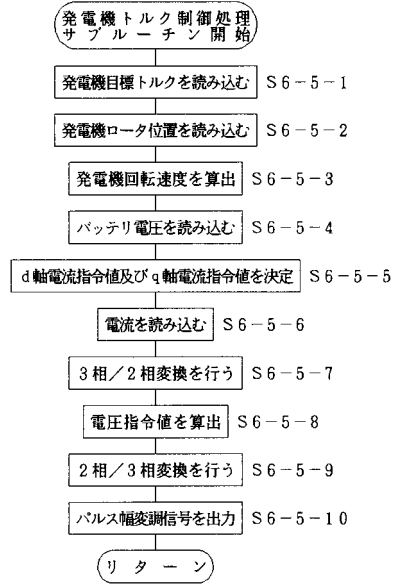 発電機トルク制御処理
サブルーチン開始
発電機目標トルクを読み込む S6-5-1
発電機ロータ位置を読み込む S6-5-2
発電機回転速度を算出 S6-5-3
バッテリ電圧を読み込む S6-5-4
d軸電流指令値及びq軸電流指令値を決定 S6-5-5
電流を読み込む S6-5-6
3相/2相変換を行う S6-5-7
電圧指令値を算出 S6-5-8
2相/3相変換を行う S6-5-9
パルス幅変調信号を出力 S6-5-10
リターン